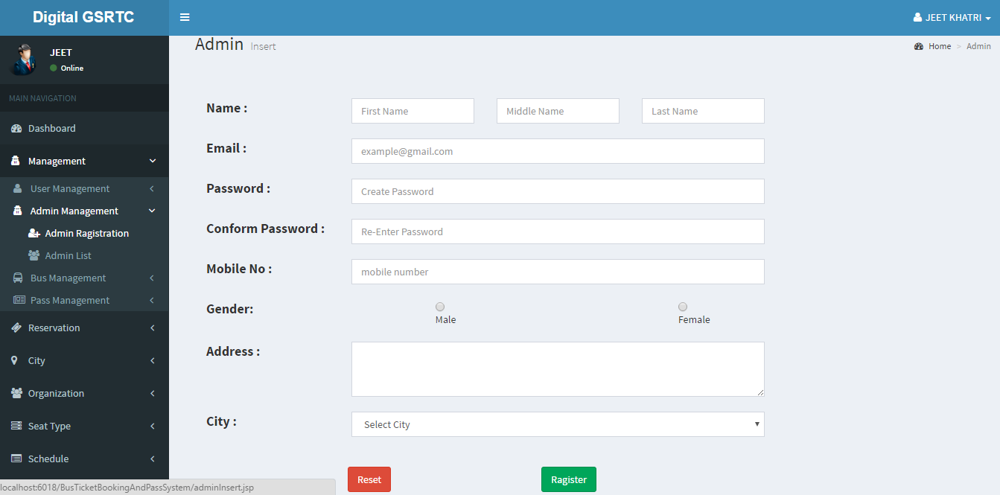 Digital GSRTC
JEET KHATRI
JEET
Online
MAIN NAVIGATION
Dashboard
Management
User Management
Admin Management
Admin Ragistration
Admin List
Bus Management
Pass Management
Reservation
City
Organization
Seat Type
Schedule
localhost:6018/BusTicketBookingAndPassSystem/adminInsert.jsp
Admin Insert
Home > Admin
Name : First Name Middle Name Last Name
Email : example@gmail.com
Password : Create Password
Conform Password : Re-Enter Password
Mobile No : mobile number
Gender:
Male Female
Address :
City : Select City
Reset Ragister